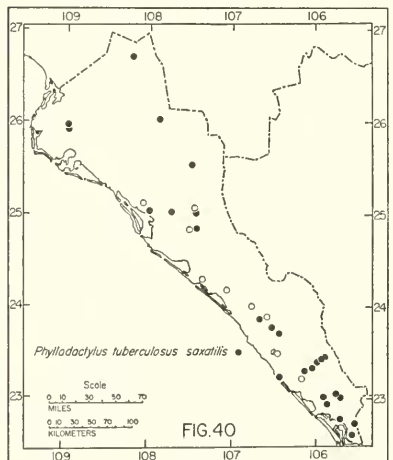 109 108 107 106
27 27
26 26
25 25
24 24
23 23
Phyllodactylus tuberculosus saxatilis
Scale
0 10 30 50 70
MILES
0 10 30 50 70 100
KILOMETERS
FIG.40
109 108 107 106